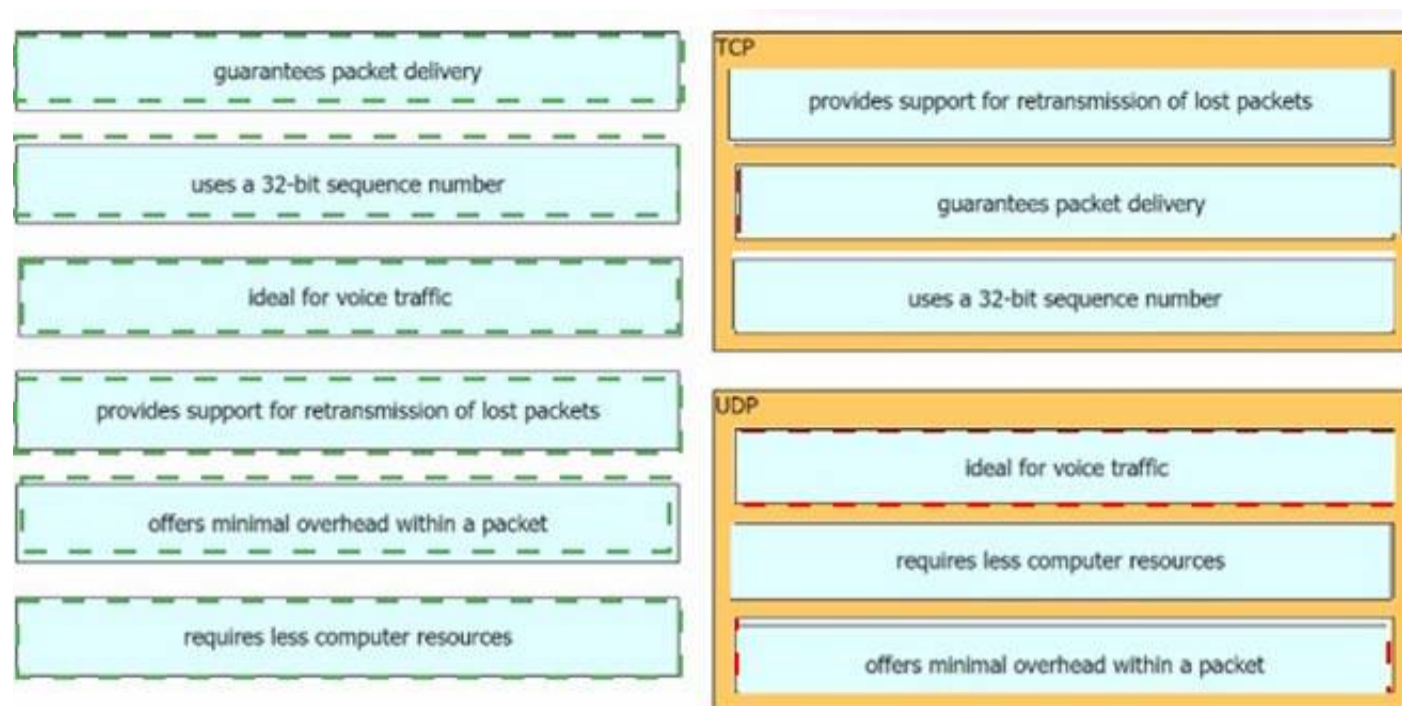 guarantees packet delivery
uses a 32-bit sequence number
ideal for voice traffic
provides support for retransmission of lost packets
offers minimal overhead within a packet
requires less computer resources
TCP
provides support for retransmission of lost packets
guarantees packet delivery
uses a 32-bit sequence number
UDP
ideal for voice traffic
requires less computer resources
offers minimal overhead within a packet